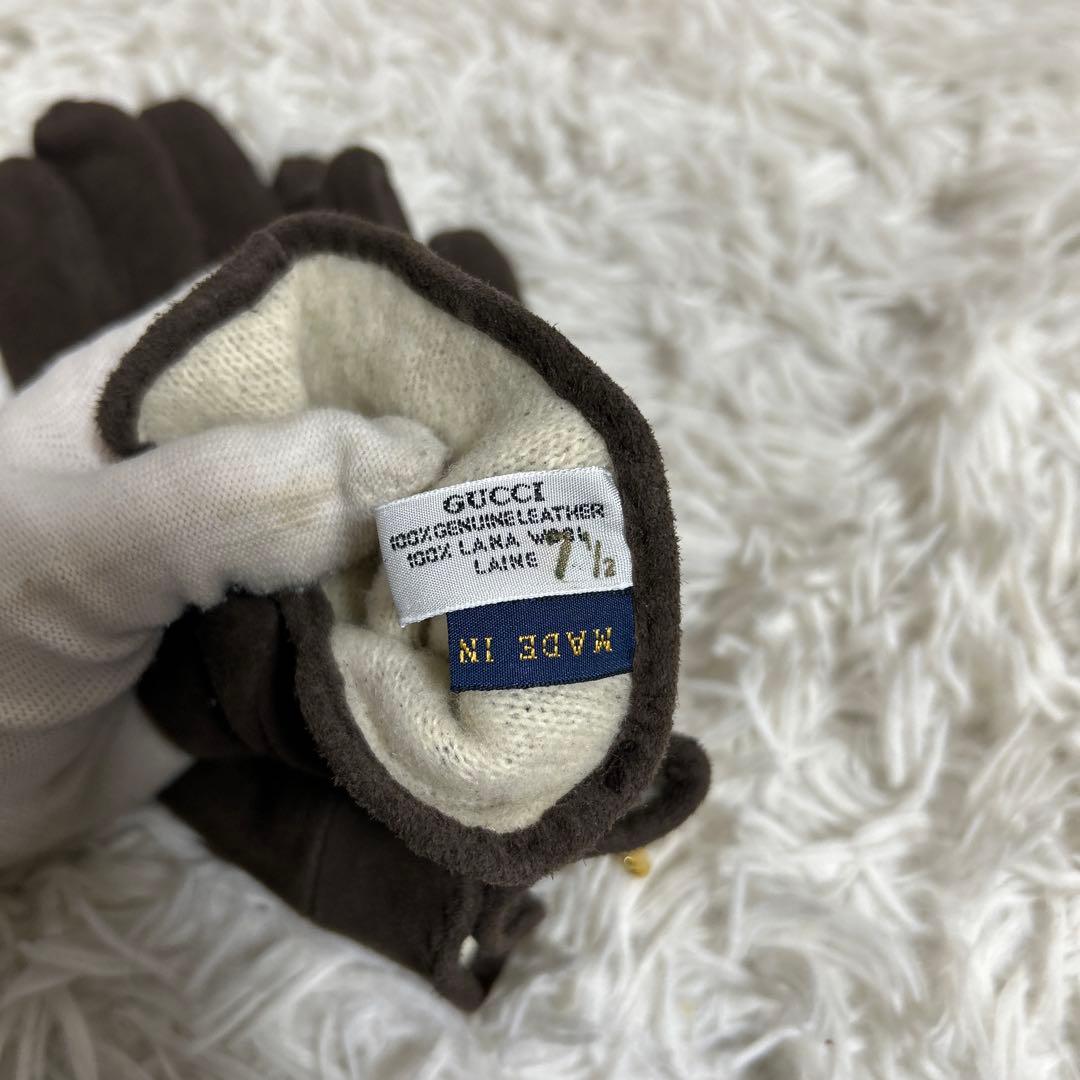 GUCCI
100% GENUINE LEATHER
100% LANA WOOL
LAINE 7 1/2
MADE IN